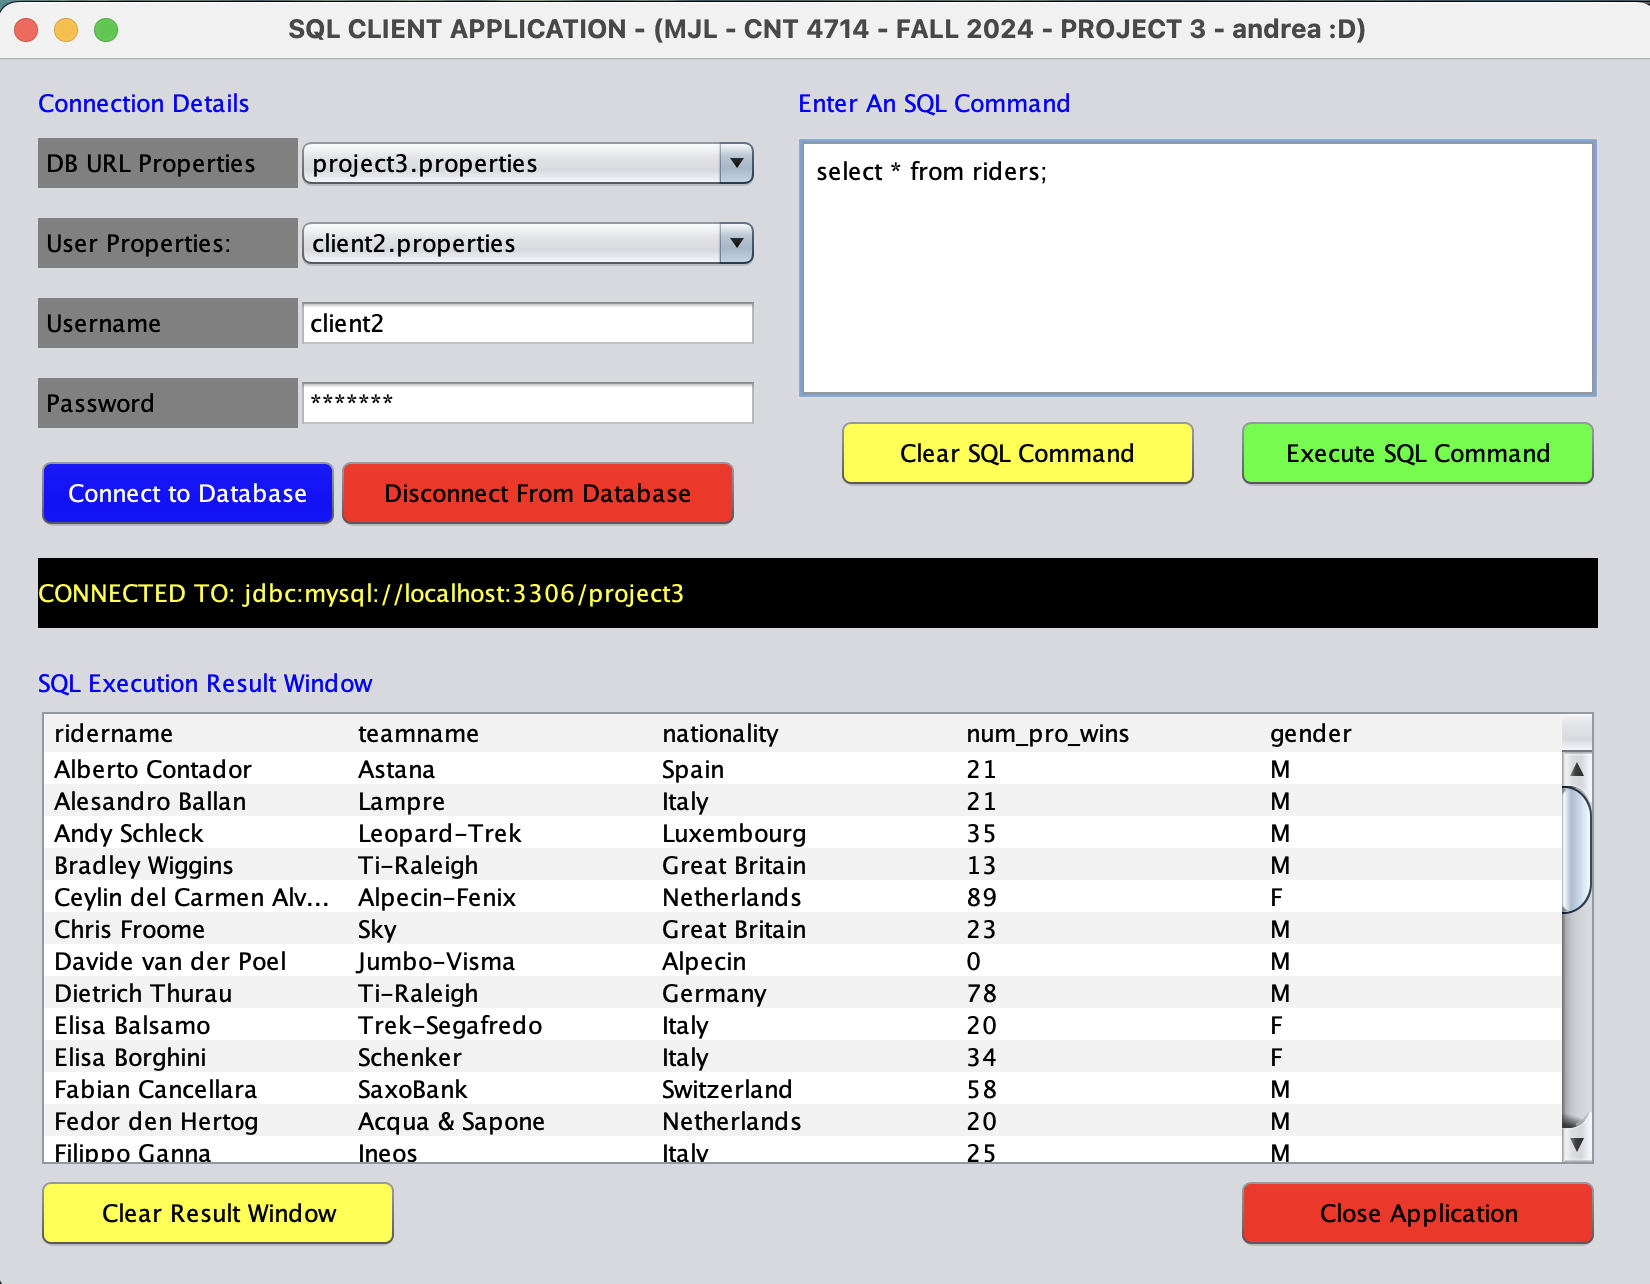 SQL CLIENT APPLICATION - (MJL - CNT 4714 - FALL 2024 - PROJECT 3 - andrea :D)
Connection Details
DB URL Properties project3.properties
User Properties: client2.properties
Username client2
Password *******
Connect to Database Disconnect From Database
Enter An SQL Command
select * from riders;
Clear SQL Command Execute SQL Command
CONNECTED TO: jdbc:mysql://localhost:3306/project3
SQL Execution Result Window
ridername teamname nationality num_pro_wins gender
Alberto Contador Astana Spain 21 M
Alesandro Ballan Lampre Italy 21 M
Andy Schleck Leopard-Trek Luxembourg 35 M
Bradley Wiggins Ti-Raleigh Great Britain 13 M
Ceylin del Carmen Alv... Alpecin-Fenix Netherlands 89 F
Chris Froome Sky Great Britain 23 M
Davide van der Poel Jumbo-Visma Alpecin 0 M
Dietrich Thurau Ti-Raleigh Germany 78 M
Elisa Balsamo Trek-Segafredo Italy 20 F
Elisa Borghini Schenker Italy 34 F
Fabian Cancellara SaxoBank Switzerland 58 M
Fedor den Hertog Acqua & Sapone Netherlands 20 M
Filippo Ganna Ineos Italy 25 M
Clear Result Window Close Application